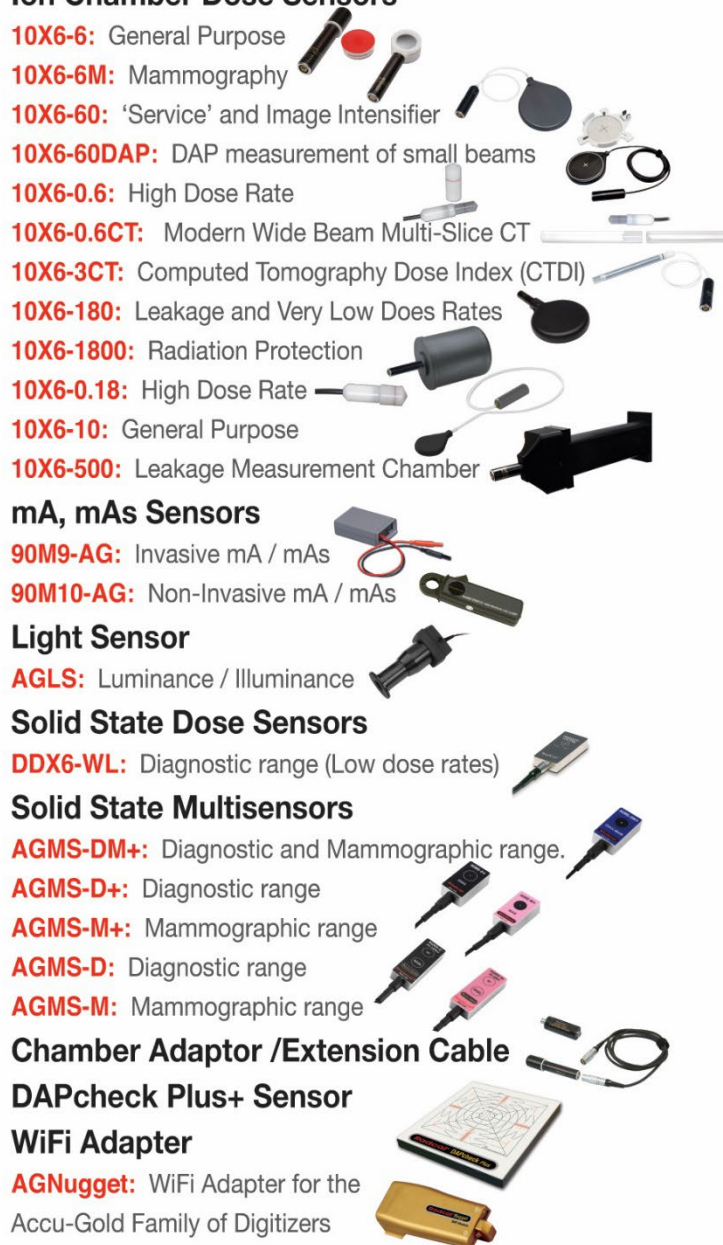 Ion Chamber Dose Sensors
10X6-6: General Purpose
10X6-6M: Mammography
10X6-60: ‘Service’ and Image Intensifier
10X6-60DAP: DAP measurement of small beams
10X6-0.6: High Dose Rate
10X6-0.6CT: Modern Wide Beam Multi-Slice CT
10X6-3CT: Computed Tomography Dose Index (CTDI)
10X6-180: Leakage and Very Low Does Rates
10X6-1800: Radiation Protection
10X6-0.18: High Dose Rate
10X6-10: General Purpose
10X6-500: Leakage Measurement Chamber
mA, mAs Sensors
90M9-AG: Invasive mA / mAs
90M10-AG: Non-Invasive mA / mAs
Light Sensor
AGLS: Luminance / Illuminance
Solid State Dose Sensors
DDX6-WL: Diagnostic range (Low dose rates)
Solid State Multisensors
AGMS-DM+: Diagnostic and Mammographic range.
AGMS-D+: Diagnostic range
AGMS-M+: Mammographic range
AGMS-D: Diagnostic range
AGMS-M: Mammographic range
Chamber Adaptor /Extension Cable
DAPcheck Plus+ Sensor
Radcal DAPcheck Plus
WiFi Adapter
AGNugget: WiFi Adapter for the
Accu-Gold Family of Digitizers